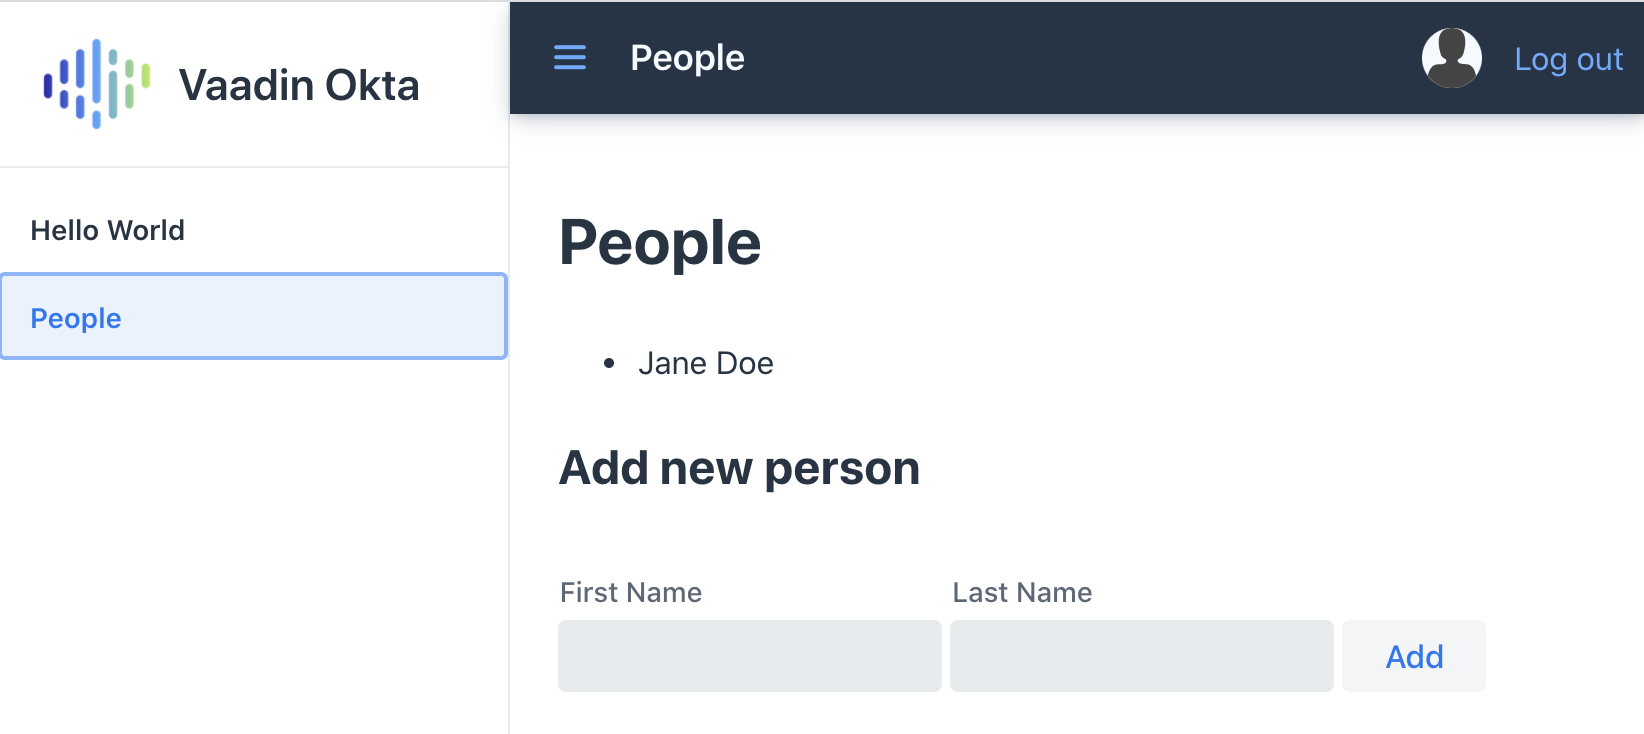 Vaadin Okta
Hello World
People
People
Log out
People
• Jane Doe
Add new person
First Name
Last Name
Add